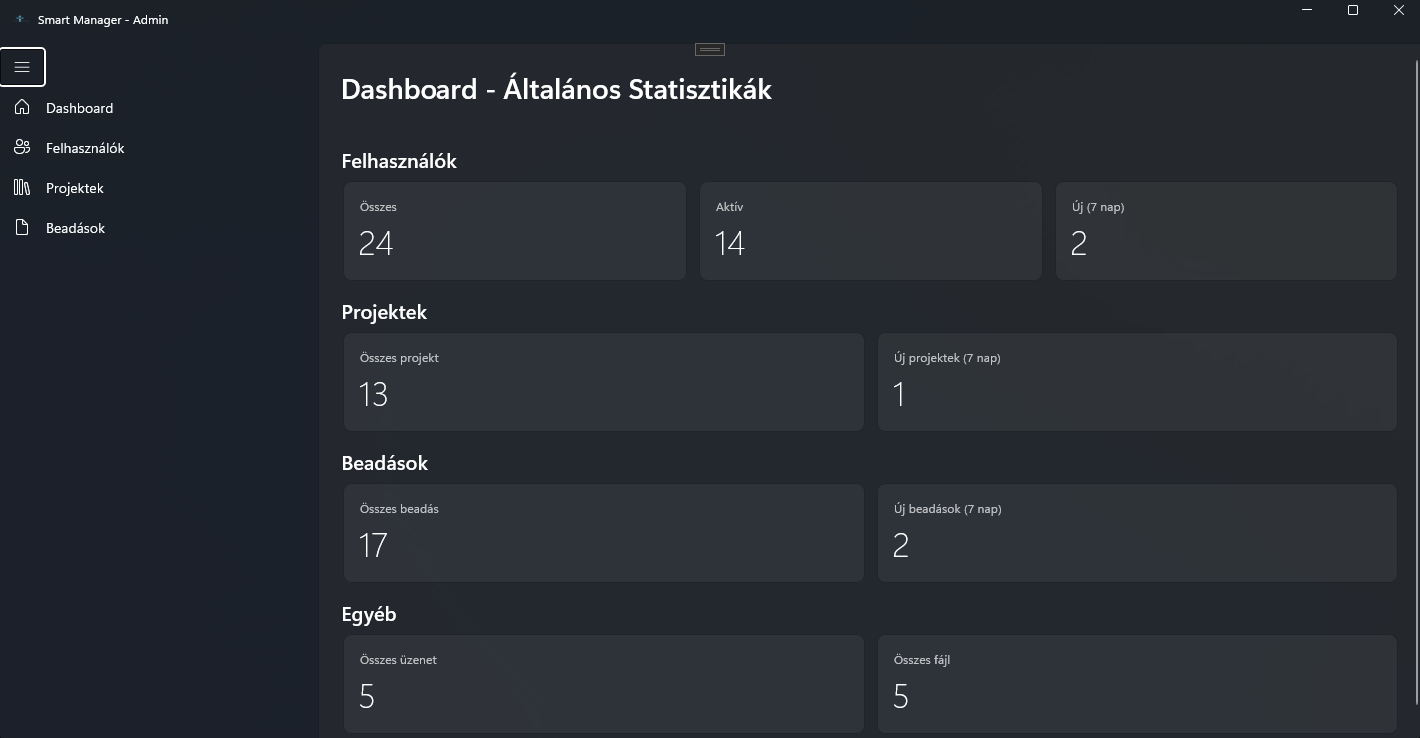 Smart Manager - Admin
Dashboard
Felhasználók
Projektek
Beadások
Dashboard - Általános Statisztikák
Felhasználók
Összes
24
Aktív
14
Új (7 nap)
2
Projektek
Összes projekt
13
Új projektek (7 nap)
1
Beadások
Összes beadás
17
Új beadások (7 nap)
2
Egyéb
Összes üzenet
5
Összes fájl
5